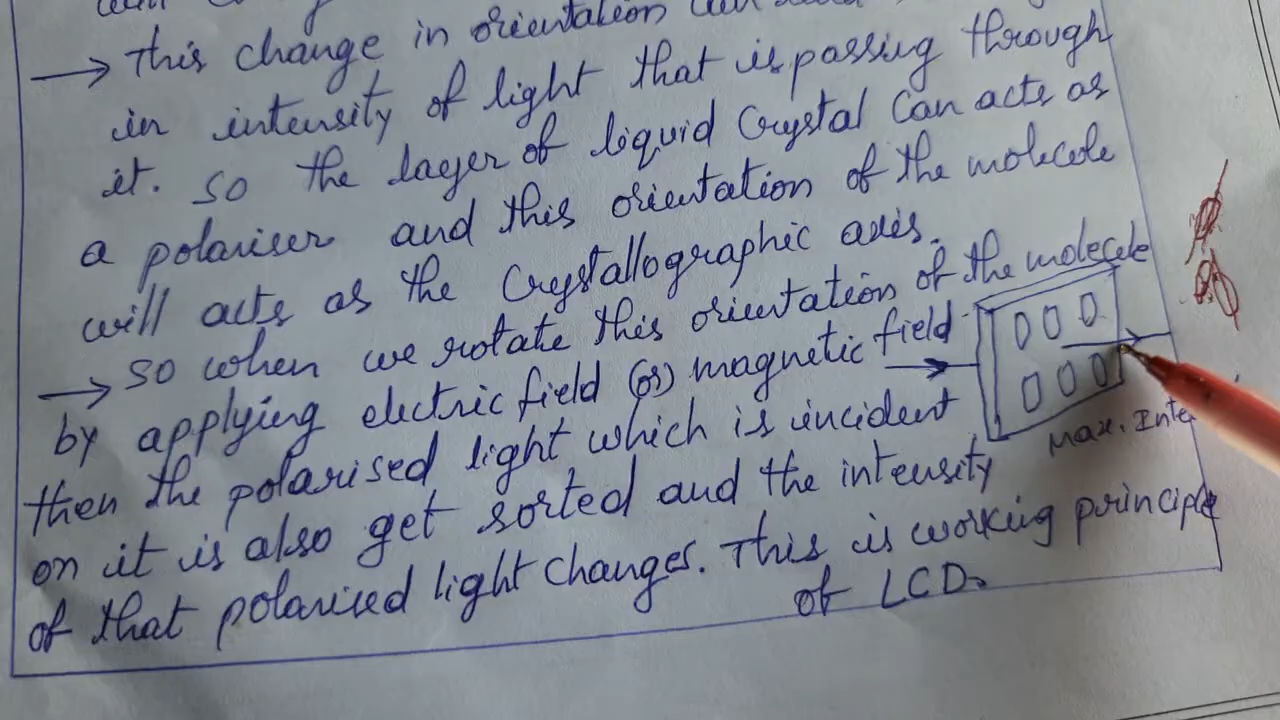 → This change in orientation can
in intensity of light that is passing through
it. So the layer of liquid Crystal Can acts as
a polariser and this orientation of the molecule
will acts as the Crystallographic axis.
→ So when we rotate this orientation of the molecule
by applying electric field (or) magnetic field
then the polarised light which is incident
on it is also get sorted and the intensity
of that polarised light changes. This is working principle
of LCD.
Max. Inte